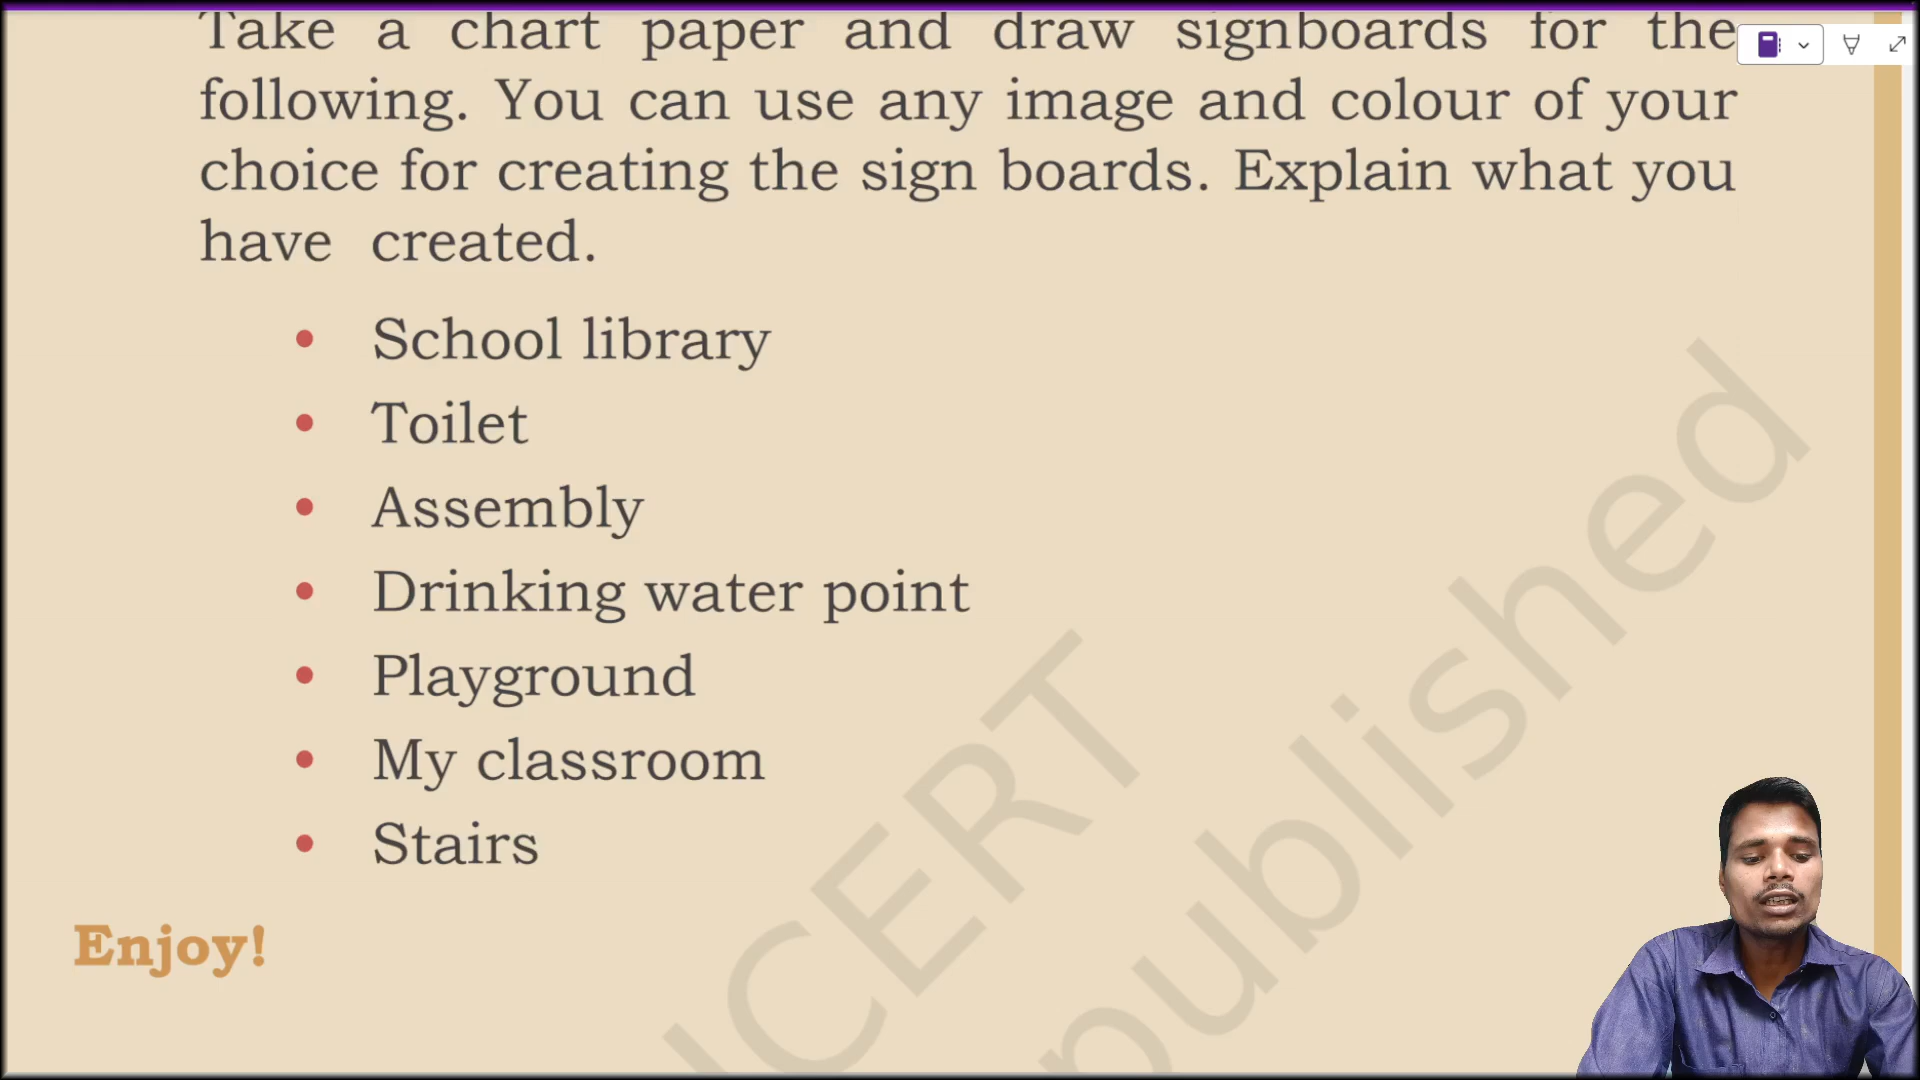 Take a chart paper and draw signboards for the
following. You can use any image and colour of your
choice for creating the sign boards. Explain what you
have created.
• School library
• Toilet
• Assembly
• Drinking water point
• Playground
• My classroom
• Stairs
Enjoy!
NCERT
published